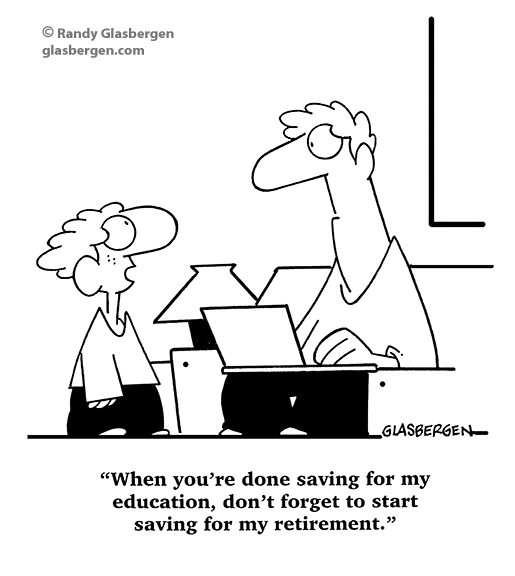 © Randy Glasbergen
glasbergen.com
GLASBERGEN
“When you’re done saving for my
education, don’t forget to start
saving for my retirement.”